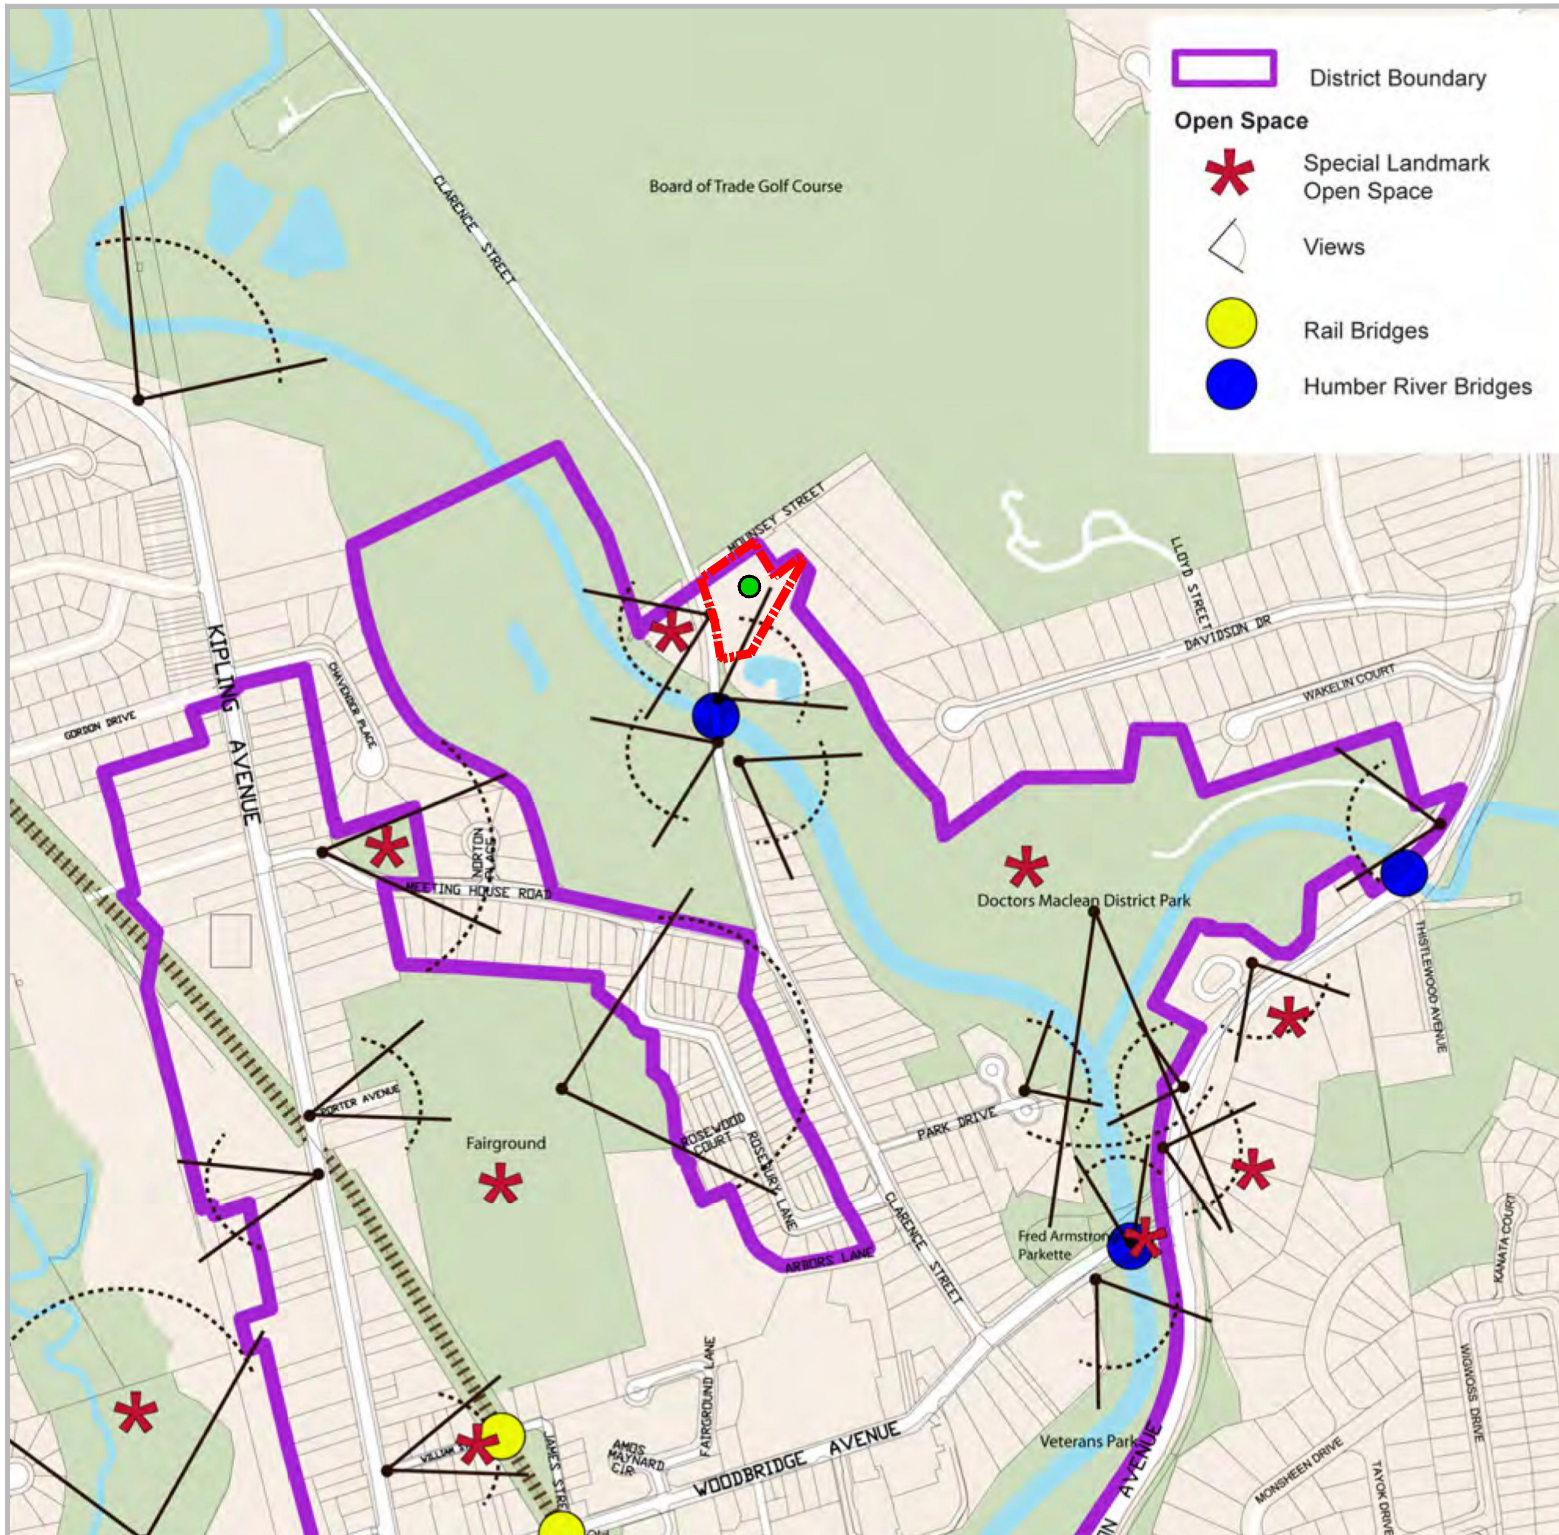 District Boundary
Open Space
Special Landmark
Open Space
Views
Rail Bridges
Humber River Bridges
Board of Trade Golf Course
CLARENCE STREET
MOUNSEY STREET
LLOYD STREET
DAVIDSON DR
WAKELIN COURT
KIPLING AVENUE
CHAVENDER PLACE
GORDON DRIVE
NORTON
PLACE
MEETING HOUSE ROAD
Doctors Maclean District Park
THISTLEWOOD AVENUE
PORTER AVENUE
Fairground
ROSEWOOD
COURT
ROSEBURY LANE
PARK DRIVE
CLARENCE STREET
Fred Armstrong
Parkette
ARBORS LANE
KANATA COURT
WIGWOSS DRIVE
FAIRGROUND LANE
AMOS
MAYNARD
CIR
WILLIAM
JAMES STREE
WOODBRIDGE AVENUE
Veterans Park
AVENUE
MONSHEEN DRIVE
TAYOK DRIVE